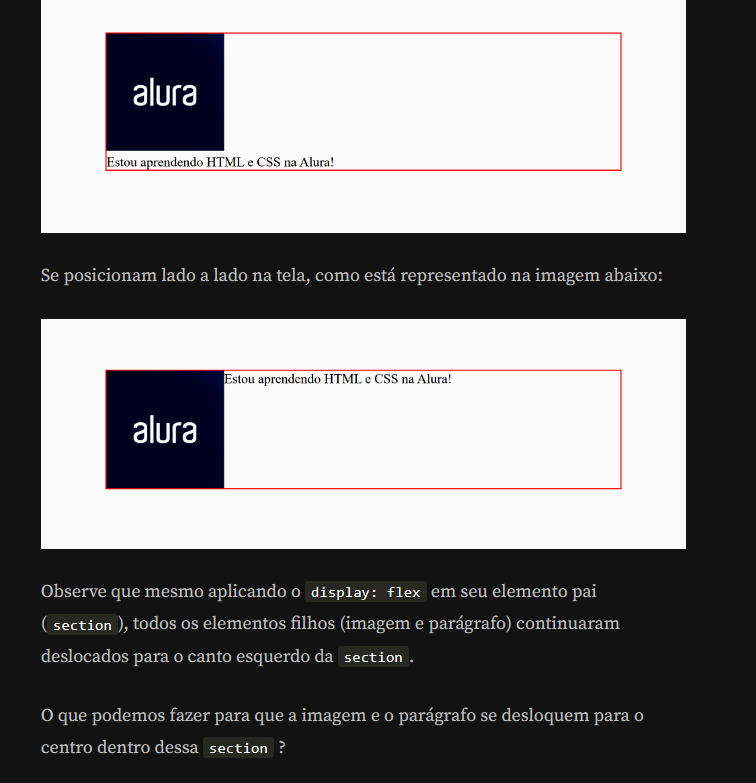 alura
Estou aprendendo HTML e CSS na Alura!
Se posicionam lado a lado na tela, como está representado na imagem abaixo:
Estou aprendendo HTML e CSS na Alura!
alura
Observe que mesmo aplicando o display: flex em seu elemento pai
(section), todos os elementos filhos (imagem e parágrafo) continuaram
deslocados para o canto esquerdo da section.
O que podemos fazer para que a imagem e o parágrafo se desloquem para o
centro dentro dessa section ?